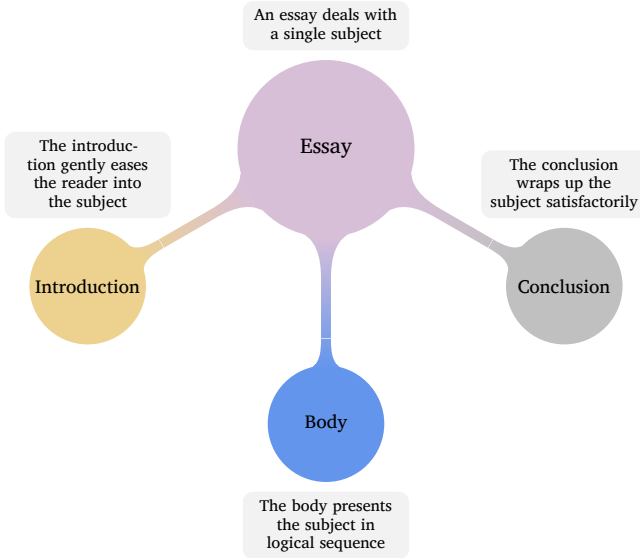 An essay deals with
a single subject
Essay
The introduc-
tion gently eases
the reader into
the subject
The conclusion
wraps up the
subject satisfactorily
Introduction
Conclusion
Body
The body presents
the subject in
logical sequence